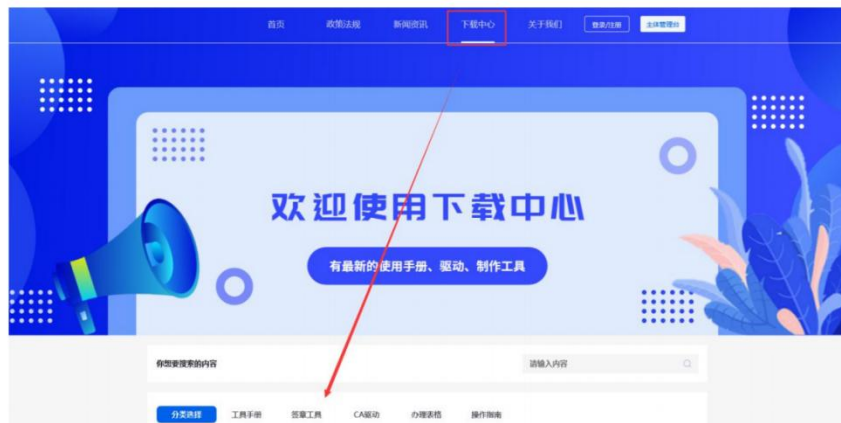 首页 政策法规 新闻资讯 下载中心 关于我们 登录/注册 主体管理台
欢迎使用下载中心
有最新的使用手册、驱动、制作工具
你想要搜索的内容 请输入内容
分类选择 工具手册 签章工具 CA驱动 办理表格 操作指南